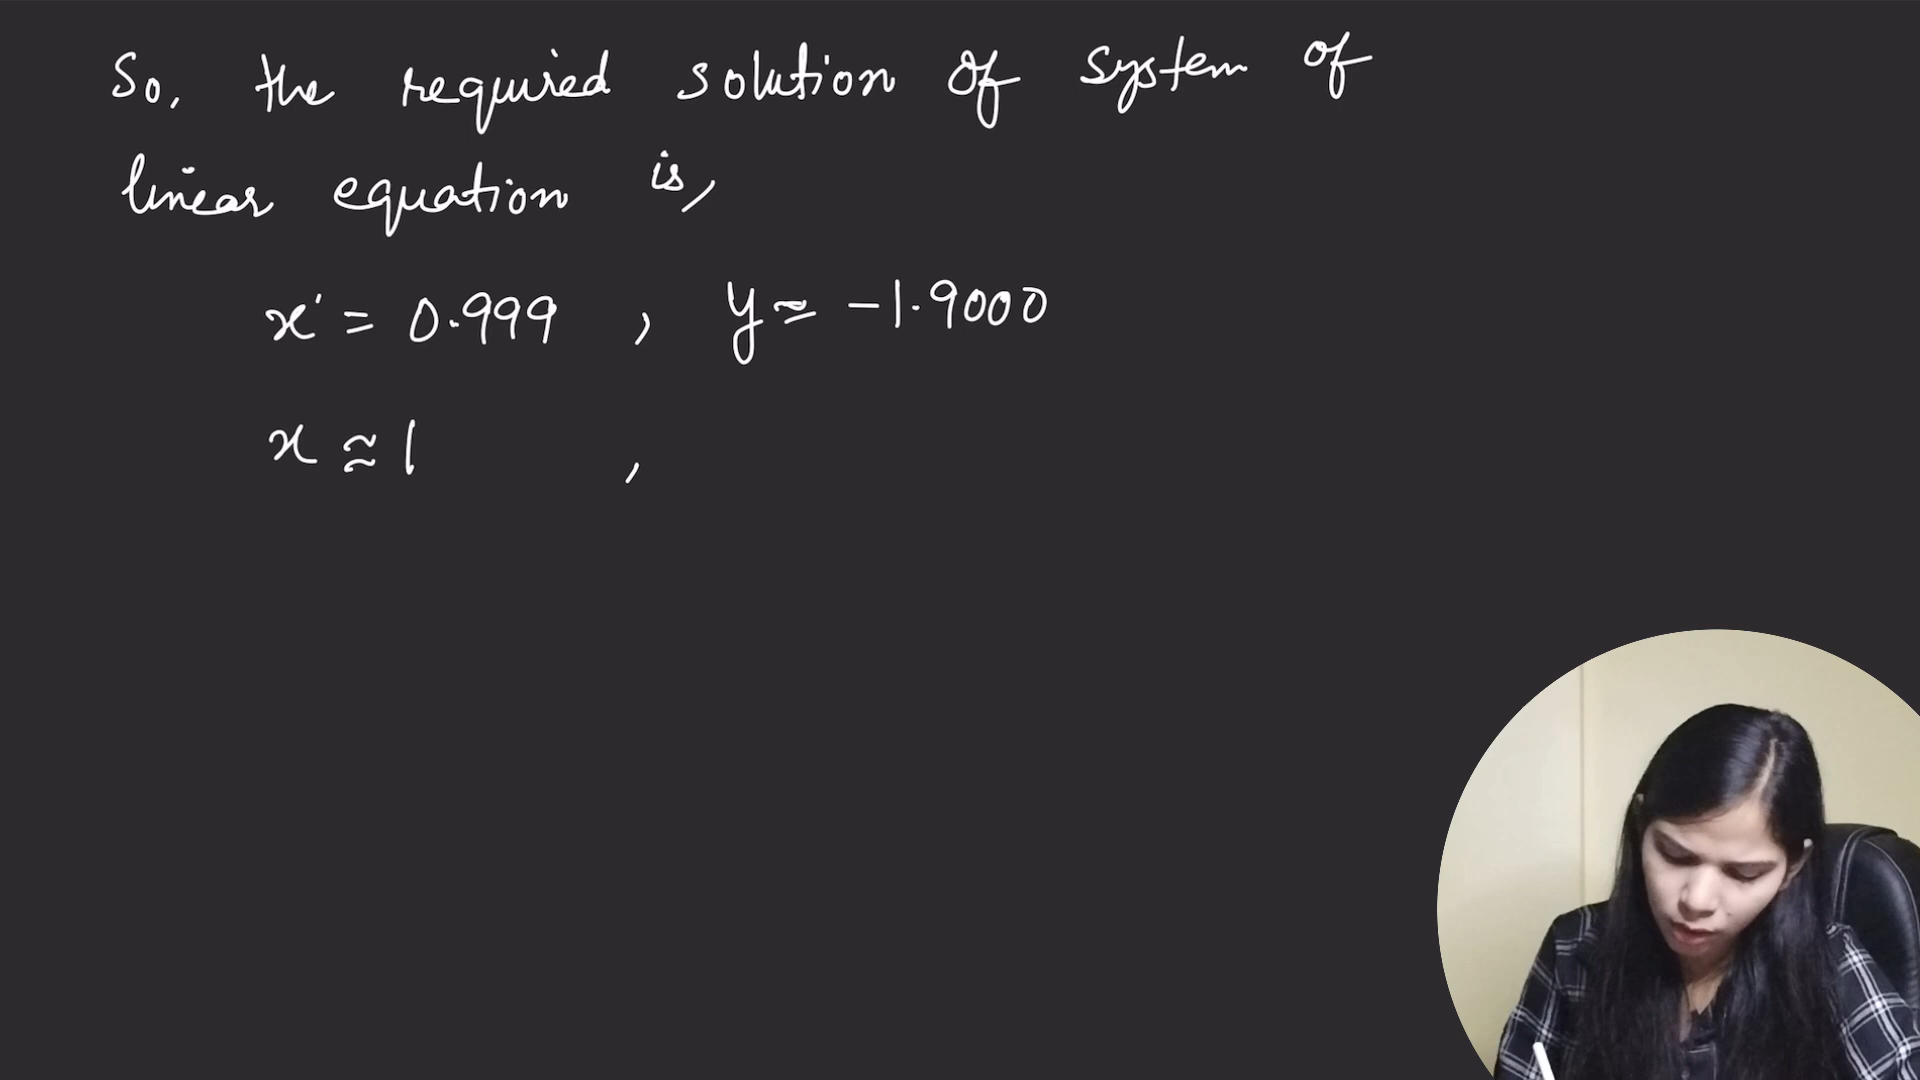 So, the required solution of system of
linear equation is,
x = 0.999 , y ≃ -1.9000
x ≈ 1 ,